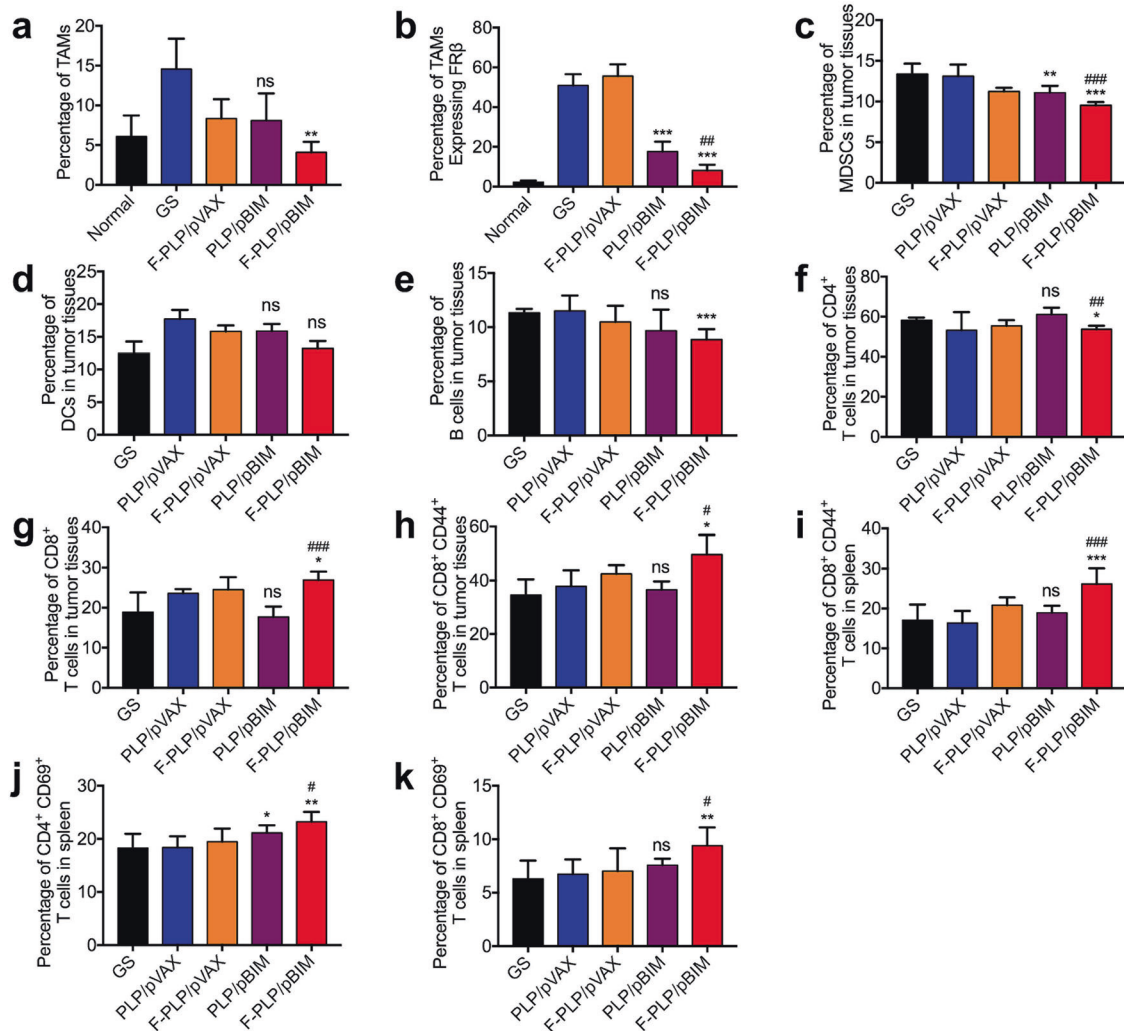 a
Percentage of TAMs
20
15
10
5
0
ns
**
Normal
GS
F-PLP/pVAX
PLP/pBIM
F-PLP/pBIM
b
Percentage of TAMs
Expressing FRβ
80
60
40
20
0
***
##
***
Normal
GS
F-PLP/pVAX
PLP/pBIM
F-PLP/pBIM
c
Percentage of
MDSCs in tumor tissues
20
15
10
5
0
**
###
***
GS
PLP/pVAX
F-PLP/pVAX
PLP/pBIM
F-PLP/pBIM
d
Percentage of
DCs in tumor tissues
25
20
15
10
5
0
ns
ns
GS
PLP/pVAX
F-PLP/pVAX
PLP/pBIM
F-PLP/pBIM
e
Percentage of
B cells in tumor tissues
15
10
5
0
ns
***
GS
PLP/pVAX
F-PLP/pVAX
PLP/pBIM
F-PLP/pBIM
f
Percentage of CD4+
T cells in tumor tissues
80
60
40
20
0
ns
##
*
GS
PLP/pVAX
F-PLP/pVAX
PLP/pBIM
F-PLP/pBIM
g
Percentage of CD8+
T cells in tumor tissues
40
30
20
10
0
ns
###
*
GS
PLP/pVAX
F-PLP/pVAX
PLP/pBIM
F-PLP/pBIM
h
Percentage of CD8+ CD44+
T cells in tumor tissues
60
40
20
0
ns
#
*
GS
PLP/pVAX
F-PLP/pVAX
PLP/pBIM
F-PLP/pBIM
i
Percentage of CD8+ CD44+
T cells in spleen
40
30
20
10
0
ns
###
***
GS
PLP/pVAX
F-PLP/pVAX
PLP/pBIM
F-PLP/pBIM
j
Percentage of CD4+ CD69+
T cells in spleen
30
20
10
0
*
#
**
GS
PLP/pVAX
F-PLP/pVAX
PLP/pBIM
F-PLP/pBIM
k
Percentage of CD8+ CD69+
T cells in spleen
15
10
5
0
ns
#
**
GS
PLP/pVAX
F-PLP/pVAX
PLP/pBIM
F-PLP/pBIM